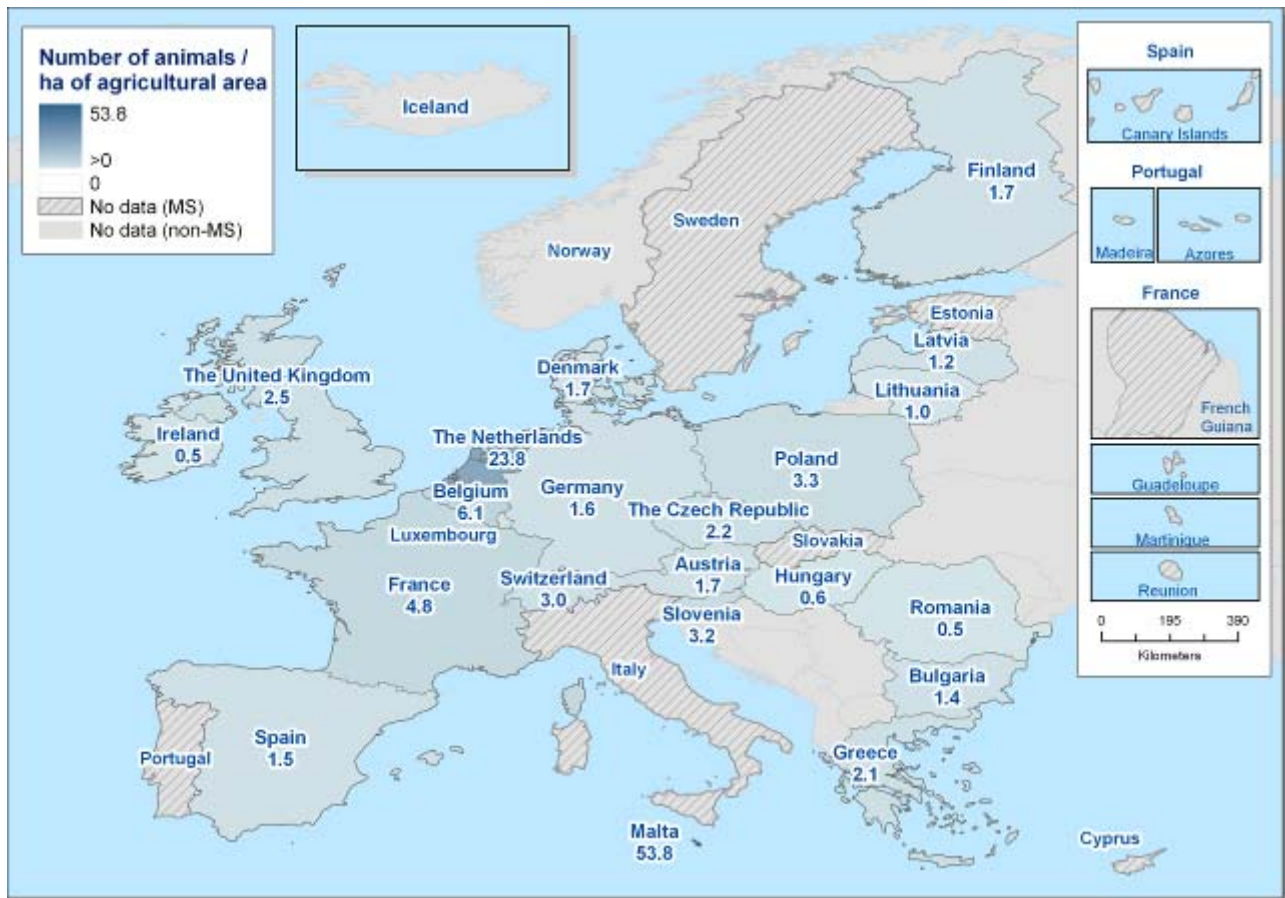 Number of animals /
ha of agricultural area
53.8
>0
0
No data (MS)
No data (non-MS)
Iceland
Spain
Canary Islands
Portugal
Madeira
Azores
France
French
Guiana
Guadeloupe
Martinique
Reunion
0 195 390
Kilometers
Finland
1.7
Sweden
Norway
Estonia
Latvia
1.2
Denmark
1.7
Lithuania
1.0
The United Kingdom
2.5
Ireland
0.5
The Netherlands
23.8
Poland
3.3
Belgium
6.1
Germany
1.6
The Czech Republic
2.2
Luxembourg
Slovakia
Austria
1.7
Switzerland
3.0
Hungary
0.6
France
4.8
Slovenia
3.2
Romania
0.5
Italy
Bulgaria
1.4
Spain
1.5
Portugal
Greece
2.1
Malta
53.8
Cyprus